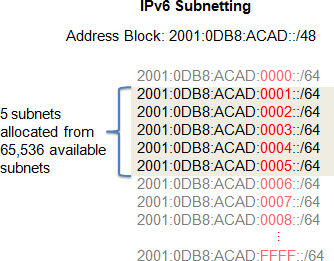 IPv6 Subnetting
Address Block: 2001:0DB8:ACAD::/48
2001:0DB8:ACAD:0000::/64
2001:0DB8:ACAD:0001::/64
2001:0DB8:ACAD:0002::/64
2001:0DB8:ACAD:0003::/64
2001:0DB8:ACAD:0004::/64
2001:0DB8:ACAD:0005::/64
2001:0DB8:ACAD:0006::/64
2001:0DB8:ACAD:0007::/64
2001:0DB8:ACAD:0008::/64
⋮
2001:0DB8:ACAD:FFFF::/64
5 subnets
allocated from
65,536 available
subnets